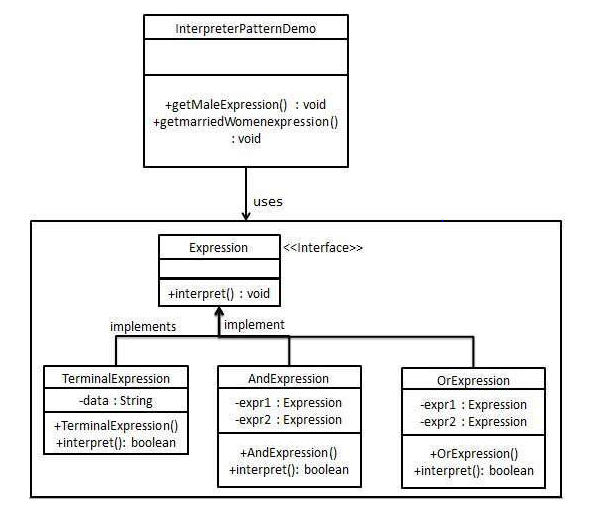 InterpreterPatternDemo
+getMaleExpression() : void
+getmarriedWomenexpression()
: void
uses
Expression
<<Interface>>
+interpret() : void
implements
implement
TerminalExpression
-data : String
+TerminalExpression()
+interpret(): boolean
AndExpression
-expr1 : Expression
-expr2 : Expression
+AndExpression()
+interpret(): boolean
OrExpression
-expr1 : Expression
-expr2 : Expression
+OrExpression()
+interpret(): boolean